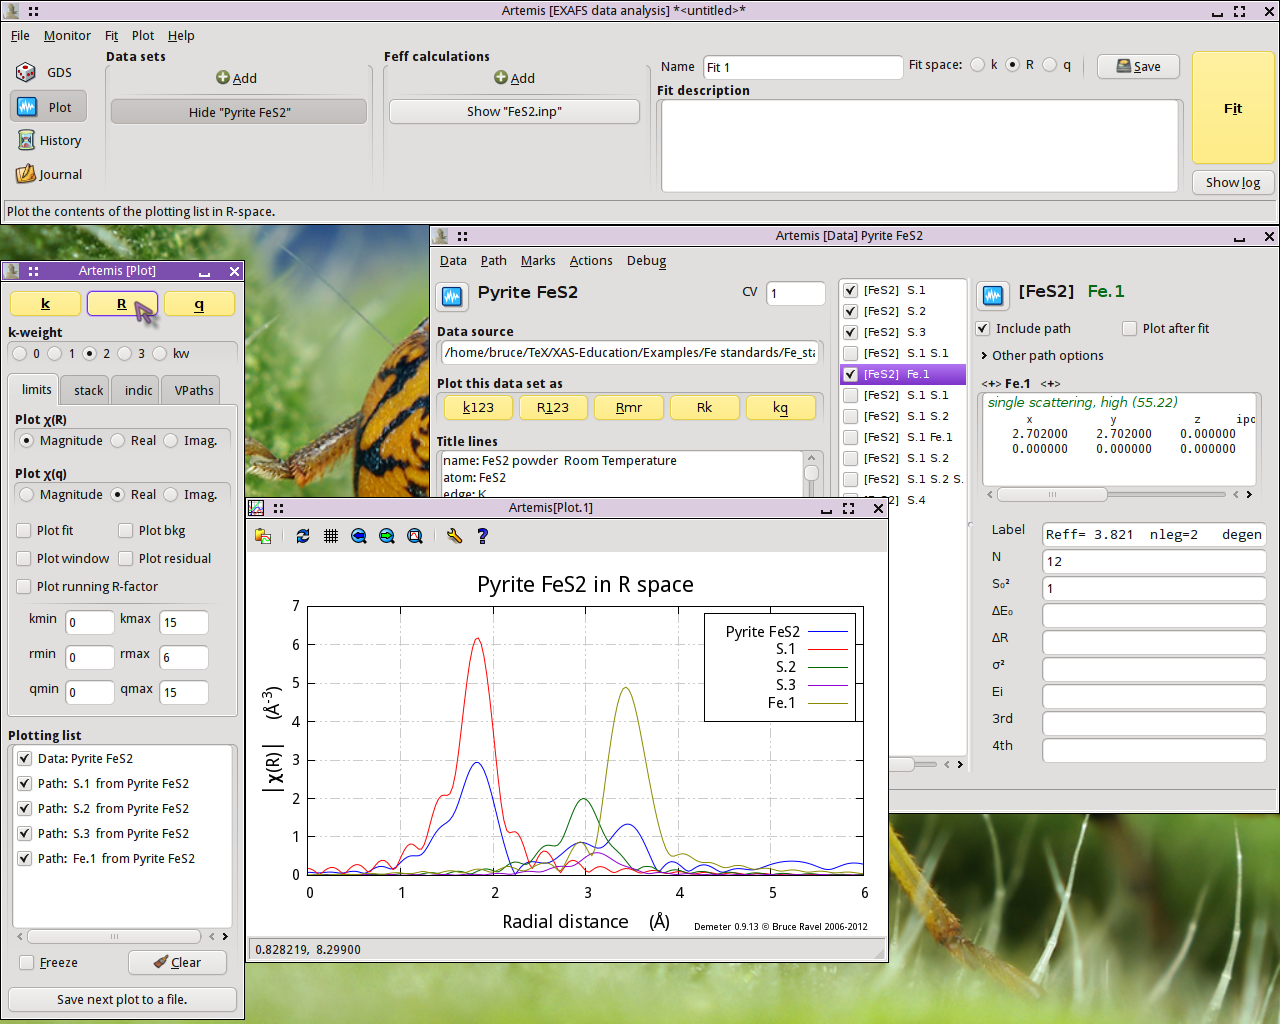 Artemis [EXAFS data analysis] *<untitled>*
File Monitor Fit Plot Help
GDS
Plot
History
Journal
Data sets
Add
Hide "Pyrite FeS2"
Feff calculations
Add
Show "FeS2.inp"
Name Fit 1 Fit space: k R q Save
Fit description
Fit
Show log
Plot the contents of the plotting list in R-space.
Artemis [Plot]
k R q
k-weight
0 1 2 3 kw
limits stack indic VPaths
Plot χ(R)
Magnitude Real Imag.
Plot χ(q)
Magnitude Real Imag.
Plot fit Plot bkg
Plot window Plot residual
Plot running R-factor
kmin 0 kmax 15
rmin 0 rmax 6
qmin 0 qmax 15
Plotting list
Data: Pyrite FeS2
Path: S.1 from Pyrite FeS2
Path: S.2 from Pyrite FeS2
Path: S.3 from Pyrite FeS2
Path: Fe.1 from Pyrite FeS2
Freeze Clear
Save next plot to a file.
Artemis [Data] Pyrite FeS2
Data Path Marks Actions Debug
Pyrite FeS2 CV 1
Data source
/home/bruce/TeX/XAS-Education/Examples/Fe standards/Fe_sta
Plot this data set as
k123 R123 Rmr Rk kq
Title lines
name: FeS2 powder Room Temperature
atom: FeS2
edge: K
[FeS2] S.1
[FeS2] S.2
[FeS2] S.3
[FeS2] S.1 S.1
[FeS2] Fe.1
[FeS2] S.1 S.1
[FeS2] S.1 S.2
[FeS2] S.1 Fe.1
[FeS2] S.1 S.2
[FeS2] S.1 S.2 S.
2] S.4
[FeS2] Fe.1
Include path Plot after fit
Other path options
<+> Fe.1 <+>
single scattering, high (55.22)
x y z ipo
2.702000 2.702000 0.000000
0.000000 0.000000 0.000000
Label Reff= 3.821 nleg=2 degen
N 12
S₀² 1
ΔE₀
ΔR
σ²
Ei
3rd
4th
Artemis[Plot.1]
Pyrite FeS2 in R space
7
6
5
4
3
2
1
0
|χ(R)| (Å-3)
Pyrite FeS2
S.1
S.2
S.3
Fe.1
0 1 2 3 4 5 6
Radial distance (Å)
Demeter 0.9.13 © Bruce Ravel 2006-2012
0.828219, 8.29900